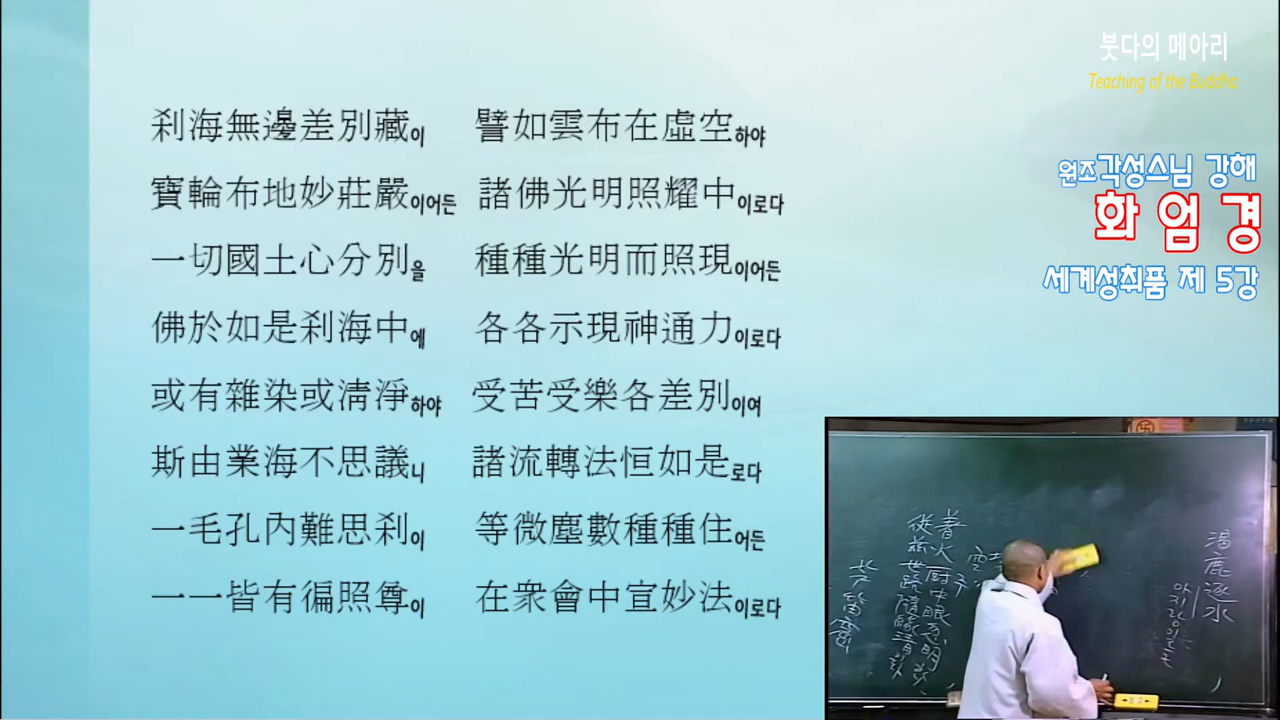 붓다의 메아리
Teaching of the Buddha
원조각성스님 강해
화엄경
세계성취품 제 5강
刹海無邊差別藏이 譬如雲布在虛空하야
寶輪布地妙莊嚴이어든 諸佛光明照耀中이로다
一切國土心分別을 種種光明而照現이어든
佛於如是刹海中에 各各示現神通力이로다
或有雜染或淸淨하야 受苦受樂各差別이여
斯由業海不思議니 諸流轉法恒如是로다
一毛孔內難思刹이 等微塵數種種住어든
一一皆有徧照尊이 在衆會中宣妙法이로다
渴鹿逐水
아지랑이로